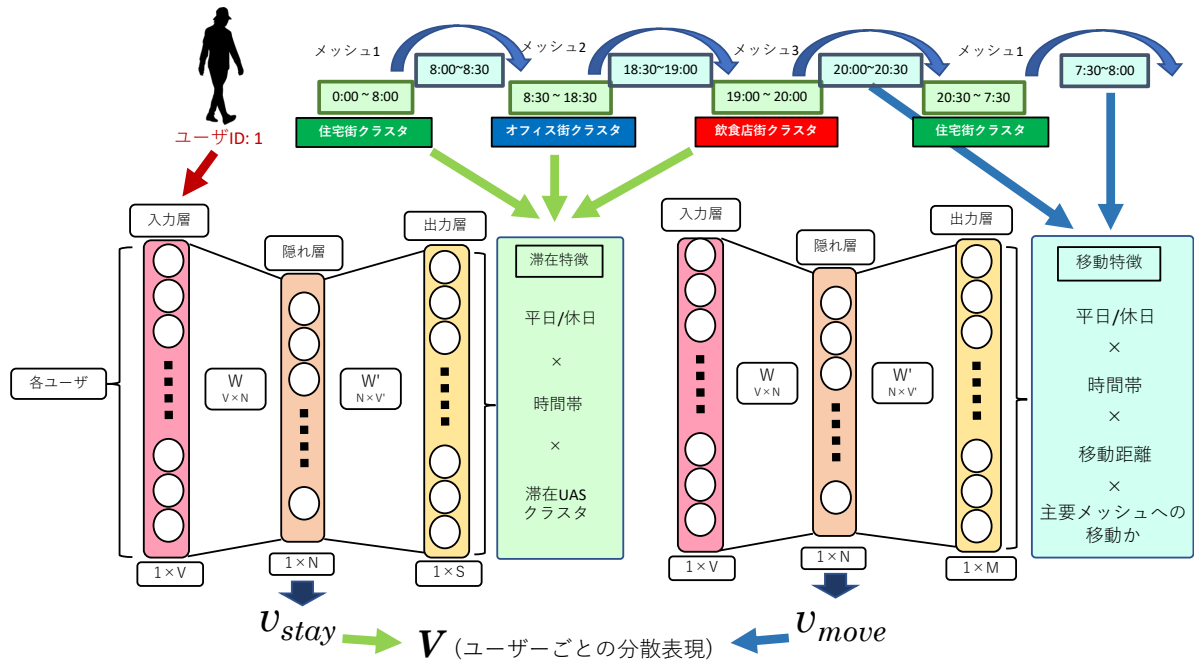 メッシュ1
メッシュ2
メッシュ3
メッシュ1
8:00~8:30
18:30~19:00
20:00~20:30
7:30~8:00
0:00 ~ 8:00
8:30 ~ 18:30
19:00 ~ 20:00
20:30 ~ 7:30
住宅街クラスタ
オフィス街クラスタ
飲食店街クラスタ
住宅街クラスタ
ユーザID: 1
入力層
隠れ層
出力層
各ユーザ
W
V×N
W'
N×V'
1×V
1×N
1×S
滞在特徴
平日/休日
×
時間帯
×
滞在UAS
クラスタ
入力層
隠れ層
出力層
W
V×N
W'
N×V'
1×V
1×N
1×M
移動特徴
平日/休日
×
時間帯
×
移動距離
×
主要メッシュへの
移動か
v_stay
V (ユーザーごとの分散表現)
v_move